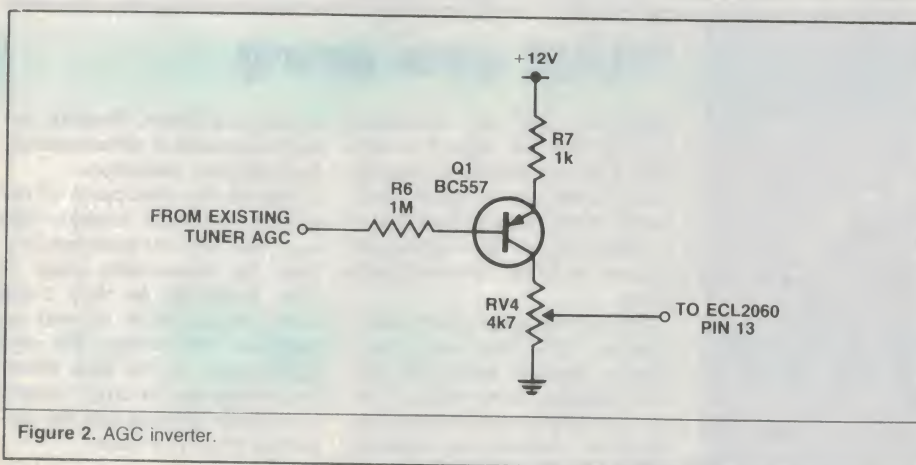 +12V
R7
1k
Q1
BC557
R6
1M
FROM EXISTING
TUNER AGC
RV4
4k7
TO ECL2060
PIN 13
Figure 2. AGC inverter.